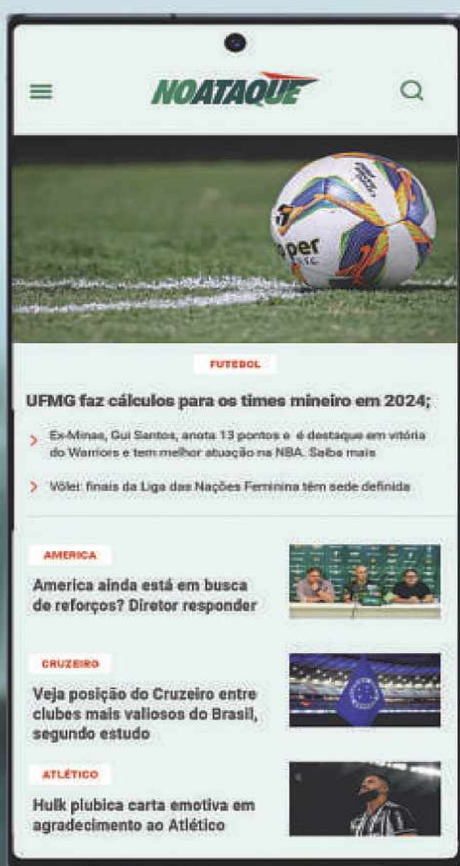 NOATAQUE
per
FUTEBOL
UFMG faz cálculos para os times mineiro em 2024;
Ex-Minas, Gui Santos, anota 13 pontos e é destaque em vitória
do Warriors e tem melhor atuação na NBA. Saiba mais
Vôlei: finais da Liga das Nações Feminina têm sede definida
AMERICA
America ainda está em busca
de reforços? Diretor responder
CRUZEIRO
Veja posição do Cruzeiro entre
clubes mais valiosos do Brasil,
segundo estudo
ATLÉTICO
Hulk plubica carta emotiva em
agradecimento ao Atlético